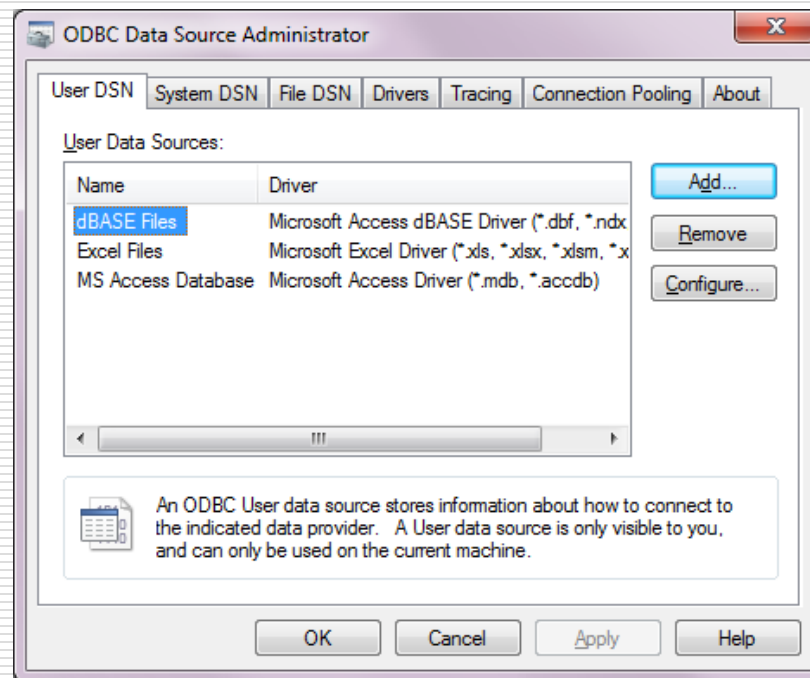 ODBC Data Source Administrator
User DSN System DSN File DSN Drivers Tracing Connection Pooling About
User Data Sources:
Name Driver Add...
dBASE Files Microsoft Access dBASE Driver (*.dbf, *.ndx Remove
Excel Files Microsoft Excel Driver (*.xls, *.xlsx, *.xlsm, *.x
MS Access Database Microsoft Access Driver (*.mdb, *.accdb) Configure...
An ODBC User data source stores information about how to connect to
the indicated data provider. A User data source is only visible to you,
and can only be used on the current machine.
OK Cancel Apply Help